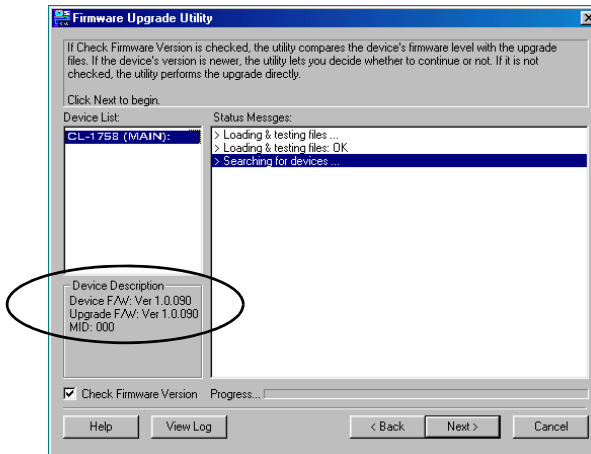 Firmware Upgrade Utility
If Check Firmware Version is checked, the utility compares the device's firmware level with the upgrade
files. If the device's version is newer, the utility lets you decide whether to continue or not. If it is not
checked, the utility performs the upgrade directly.
Click Next to begin.
Device List:
CL-1758 (MAIN):
Status Messges:
> Loading & testing files ...
> Loading & testing files: OK
> Searching for devices ...
Device Description
Device F/W: Ver 1.0.090
Upgrade F/W: Ver 1.0.090
MID: 000
Check Firmware Version
Progress...
Help
View Log
< Back
Next >
Cancel